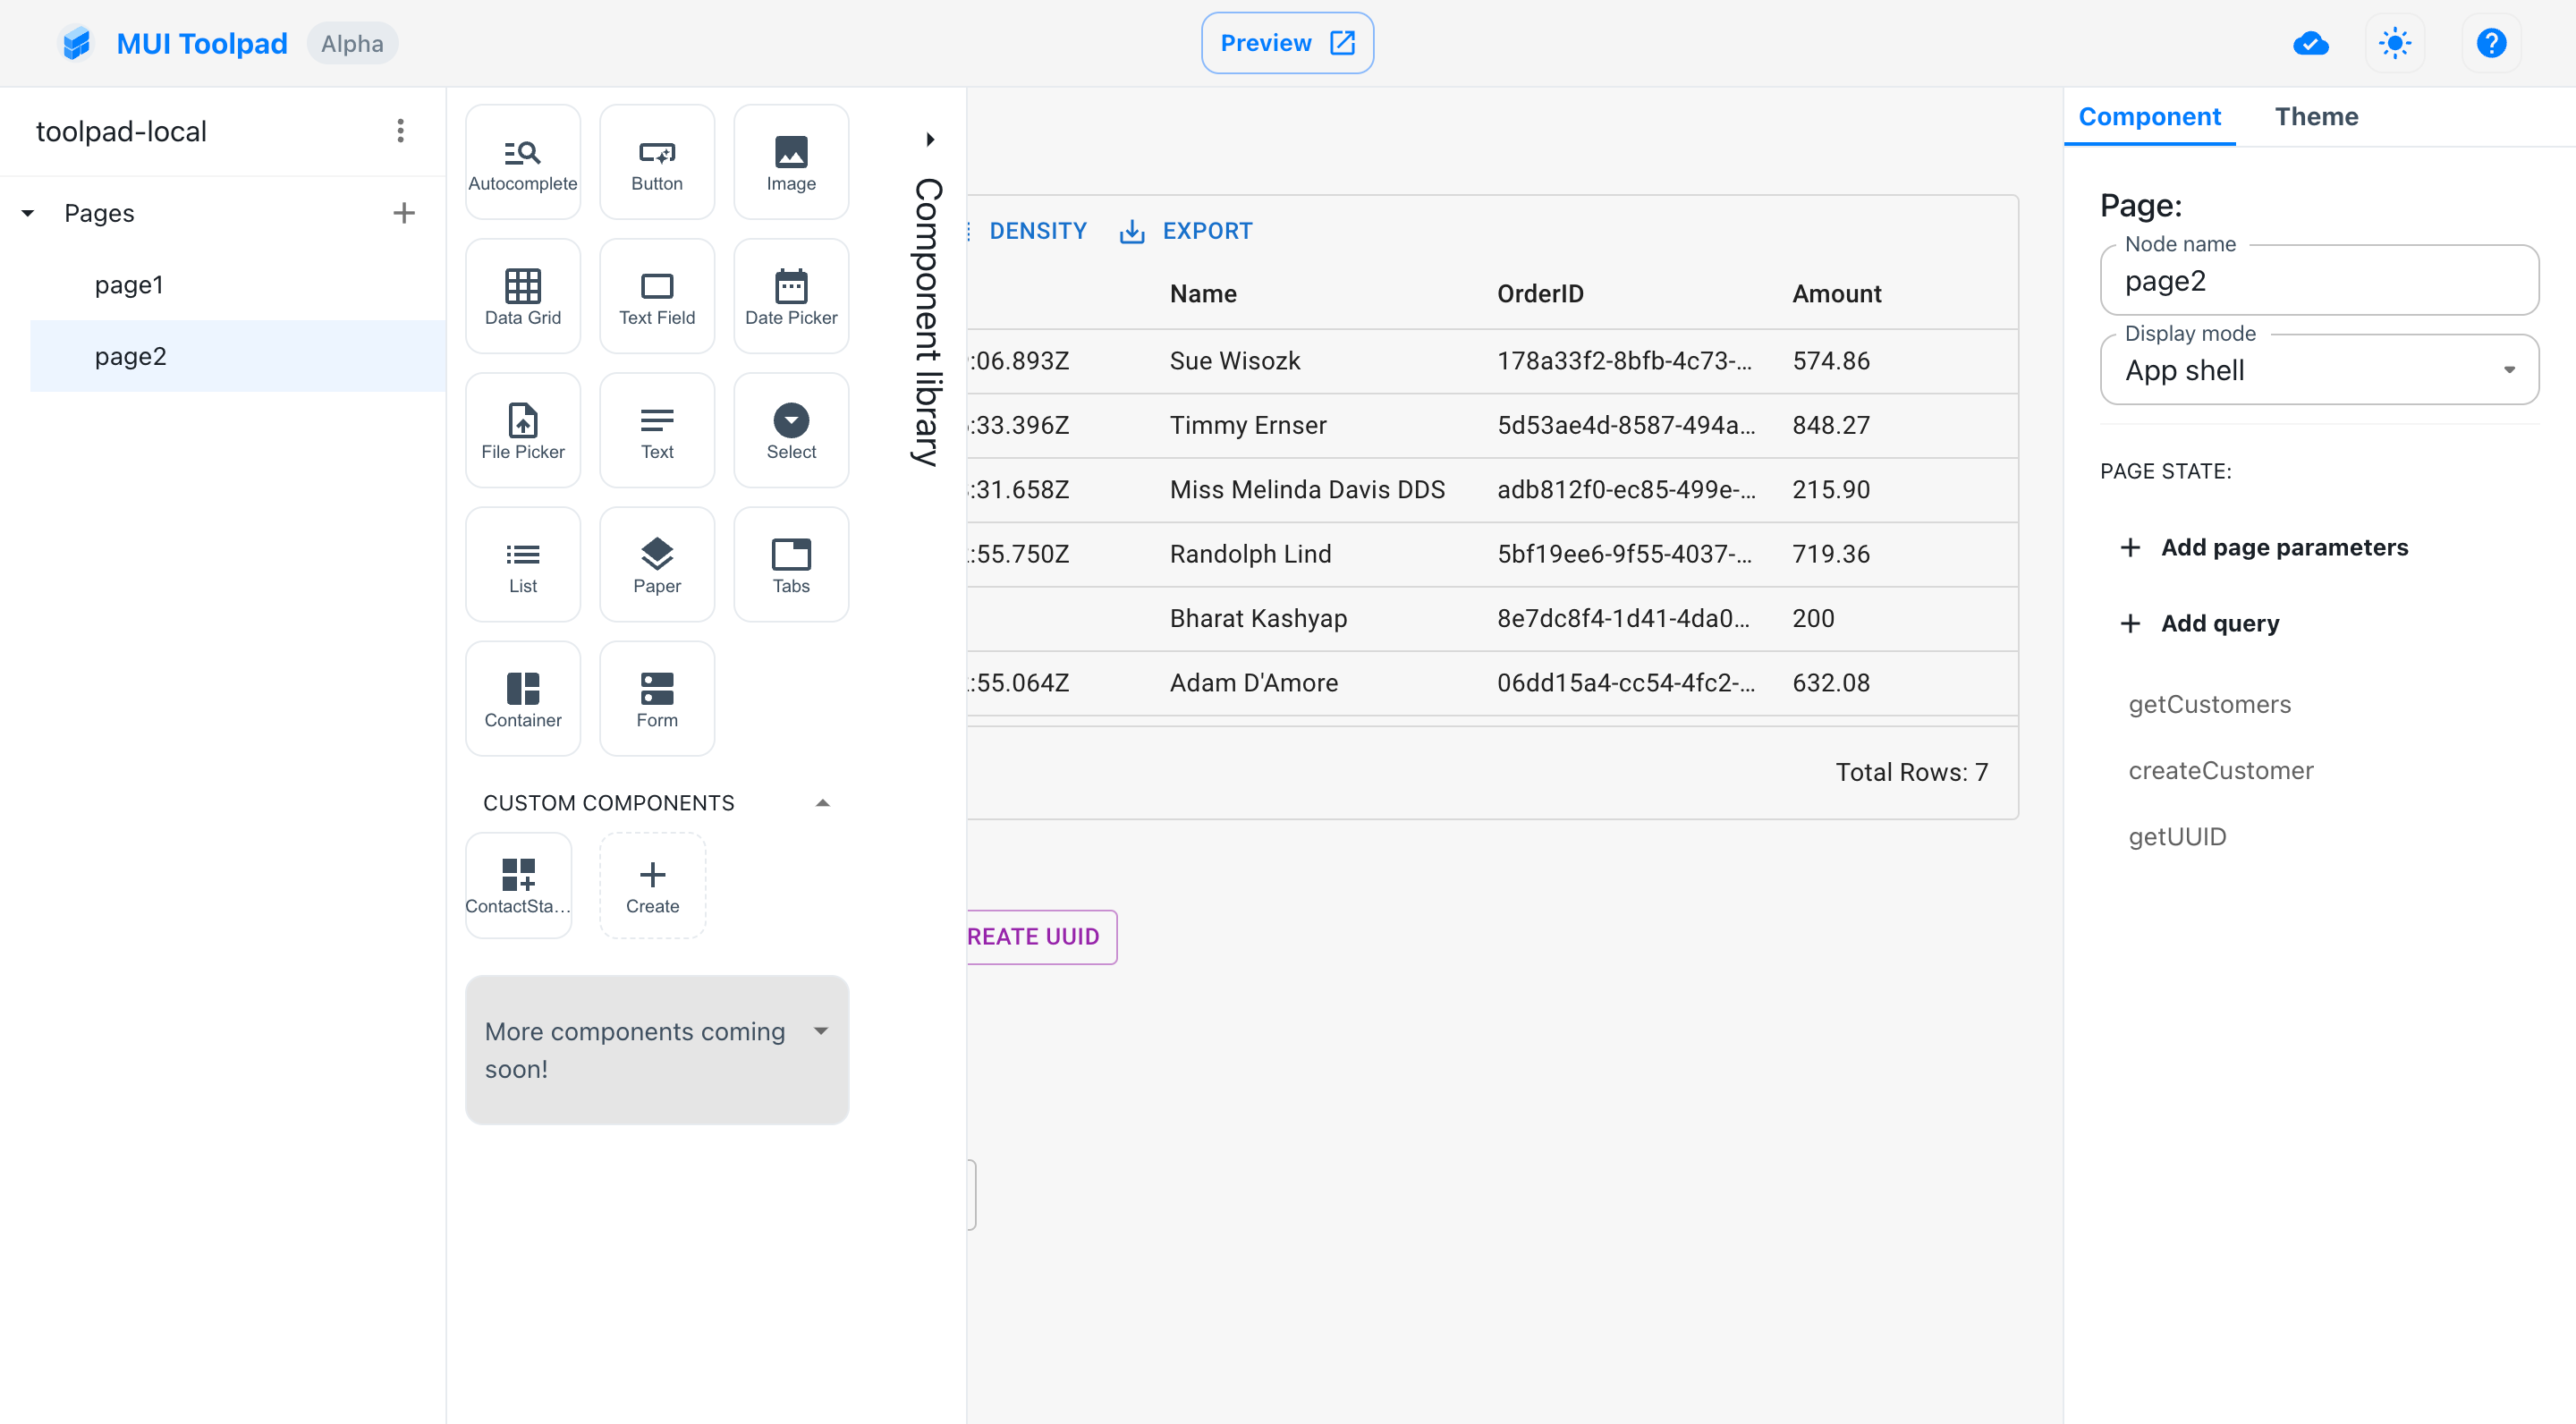 MUI Toolpad
Alpha
Preview
toolpad-local
Pages
page1
page2
Autocomplete
Button
Image
Data Grid
Text Field
Date Picker
File Picker
Text
Select
List
Paper
Tabs
Container
Form
CUSTOM COMPONENTS
ContactSta...
Create
More components coming
soon!
Component library
DENSITY
EXPORT
Name
OrderID
Amount
:06.893Z
Sue Wisozk
178a33f2-8bfb-4c73-...
574.86
:33.396Z
Timmy Ernser
5d53ae4d-8587-494a...
848.27
:31.658Z
Miss Melinda Davis DDS
adb812f0-ec85-499e-...
215.90
:55.750Z
Randolph Lind
5bf19ee6-9f55-4037-...
719.36
Bharat Kashyap
8e7dc8f4-1d41-4da0...
200
:55.064Z
Adam D'Amore
06dd15a4-cc54-4fc2-...
632.08
Total Rows: 7
REATE UUID
Component
Theme
Page:
Node name
page2
Display mode
App shell
PAGE STATE:
Add page parameters
Add query
getCustomers
createCustomer
getUUID